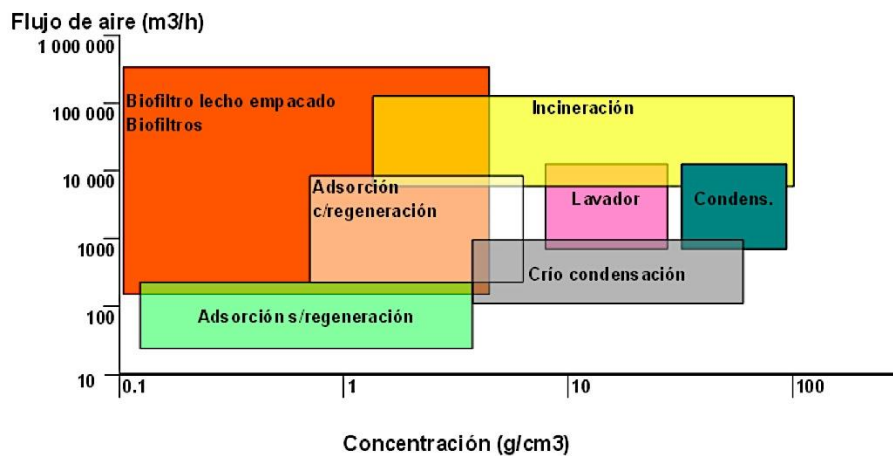 Flujo de aire (m3/h)
1 000 000
100 000
10 000
1000
100
10
Biofiltro lecho empacado
Biofiltros
Incineración
Adsorción
c/regeneración
Lavador
Condens.
Crío condensación
Adsorción s/regeneración
0.1
1
10
100
Concentración (g/cm3)